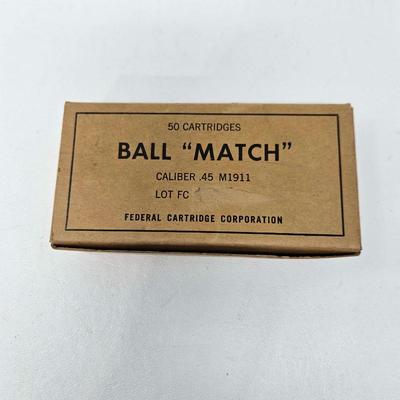 50 CARTRIDGES
BALL “MATCH”
CALIBER .45 M1911
LOT FC
FEDERAL CARTRIDGE CORPORATION